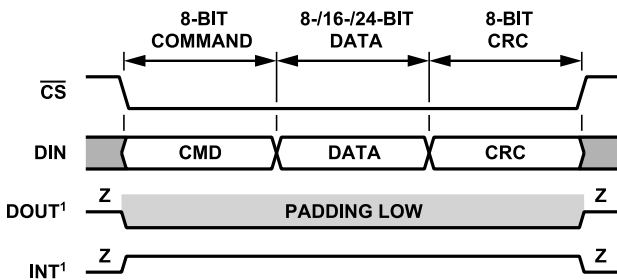 8-BIT 8-/16-/24-BIT 8-BIT
COMMAND DATA CRC
CS
DIN CMD DATA CRC
Z Z
DOUT¹ PADDING LOW
Z Z
INT¹